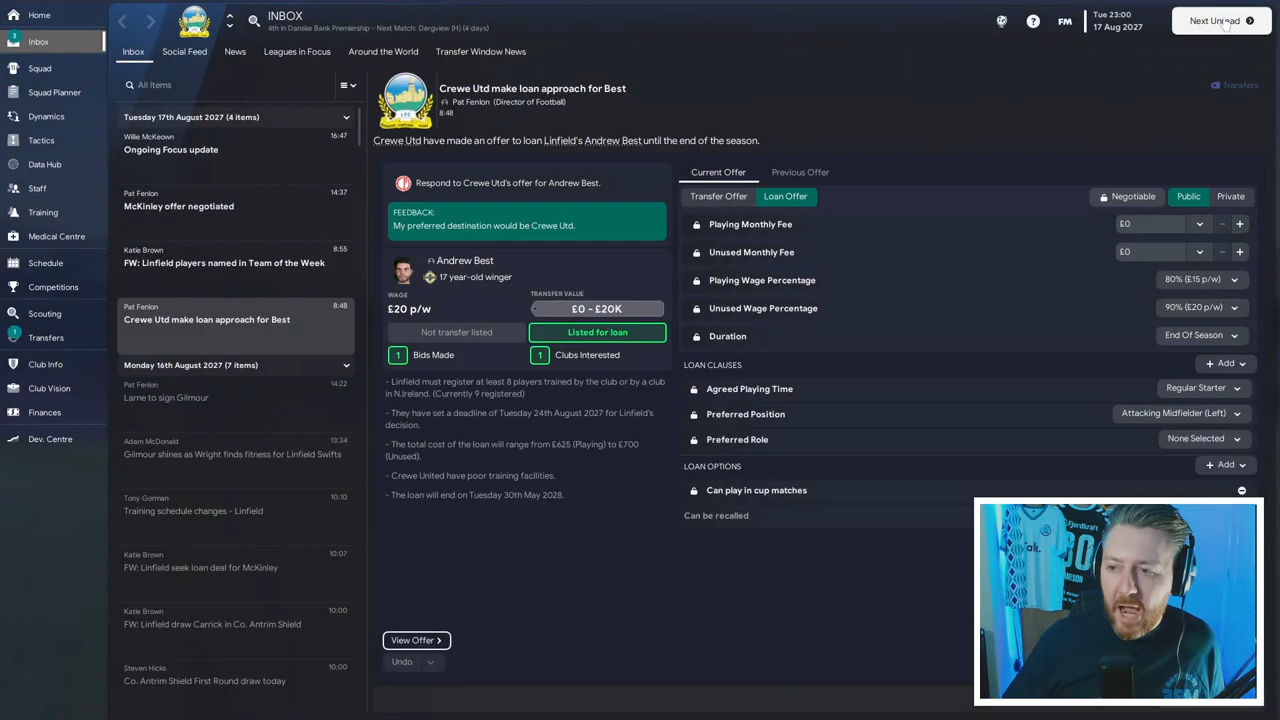 INBOX
4th in Danske Bank Premiership - Next Match: Dergview (H) (4 days)
FM
Tue 23:00
17 Aug 2027
Next Unread
Home
3
Inbox
Squad
Squad Planner
Dynamics
Tactics
Data Hub
Staff
Training
Medical Centre
Schedule
Competitions
Scouting
1
Transfers
Club Info
Club Vision
Finances
Dev. Centre
Inbox
Social Feed
News
Leagues in Focus
Around the World
Transfer Window News
All Items
Tuesday 17th August 2027 (4 items)
Willie McKeown
16:47
Ongoing Focus update
Pat Fenlon
14:37
McKinley offer negotiated
Katie Brown
8:55
FW: Linfield players named in Team of the Week
Pat Fenlon
8:48
Crewe Utd make loan approach for Best
Monday 16th August 2027 (7 items)
Pat Fenlon
14:22
Larne to sign Gilmour
Adam McDonald
13:34
Gilmour shines as Wright finds fitness for Linfield Swifts
Tony Gorman
10:10
Training schedule changes - Linfield
Katie Brown
10:07
FW: Linfield seek loan deal for McKinley
Katie Brown
10:00
FW: Linfield draw Carrick in Co. Antrim Shield
Steven Hicks
10:00
Co. Antrim Shield First Round draw today
Crewe Utd make loan approach for Best
Pat Fenlon (Director of Football)
8:48
Transfers
Crewe Utd have made an offer to loan Linfield's Andrew Best until the end of the season.
Respond to Crewe Utd's offer for Andrew Best.
FEEDBACK:
My preferred destination would be Crewe Utd.
Andrew Best
17 year-old winger
WAGE
TRANSFER VALUE
£20 p/w
£0 - £20K
Not transfer listed
Listed for loan
1 Bids Made
1 Clubs Interested
- Linfield must register at least 8 players trained by the club or by a club
in N.Ireland. (Currently 9 registered)
- They have set a deadline of Tuesday 24th August 2027 for Linfield's
decision.
- The total cost of the loan will range from £625 (Playing) to £700
(Unused).
- Crewe United have poor training facilities.
- The loan will end on Tuesday 30th May 2028.
View Offer
Undo
Current Offer
Previous Offer
Transfer Offer
Loan Offer
Negotiable
Public
Private
Playing Monthly Fee
£0
Unused Monthly Fee
£0
Playing Wage Percentage
80% (£15 p/w)
Unused Wage Percentage
90% (£20 p/w)
Duration
End Of Season
LOAN CLAUSES
+ Add
Agreed Playing Time
Regular Starter
Preferred Position
Attacking Midfielder (Left)
Preferred Role
None Selected
LOAN OPTIONS
+ Add
Can play in cup matches
Can be recalled
Fjordkraft